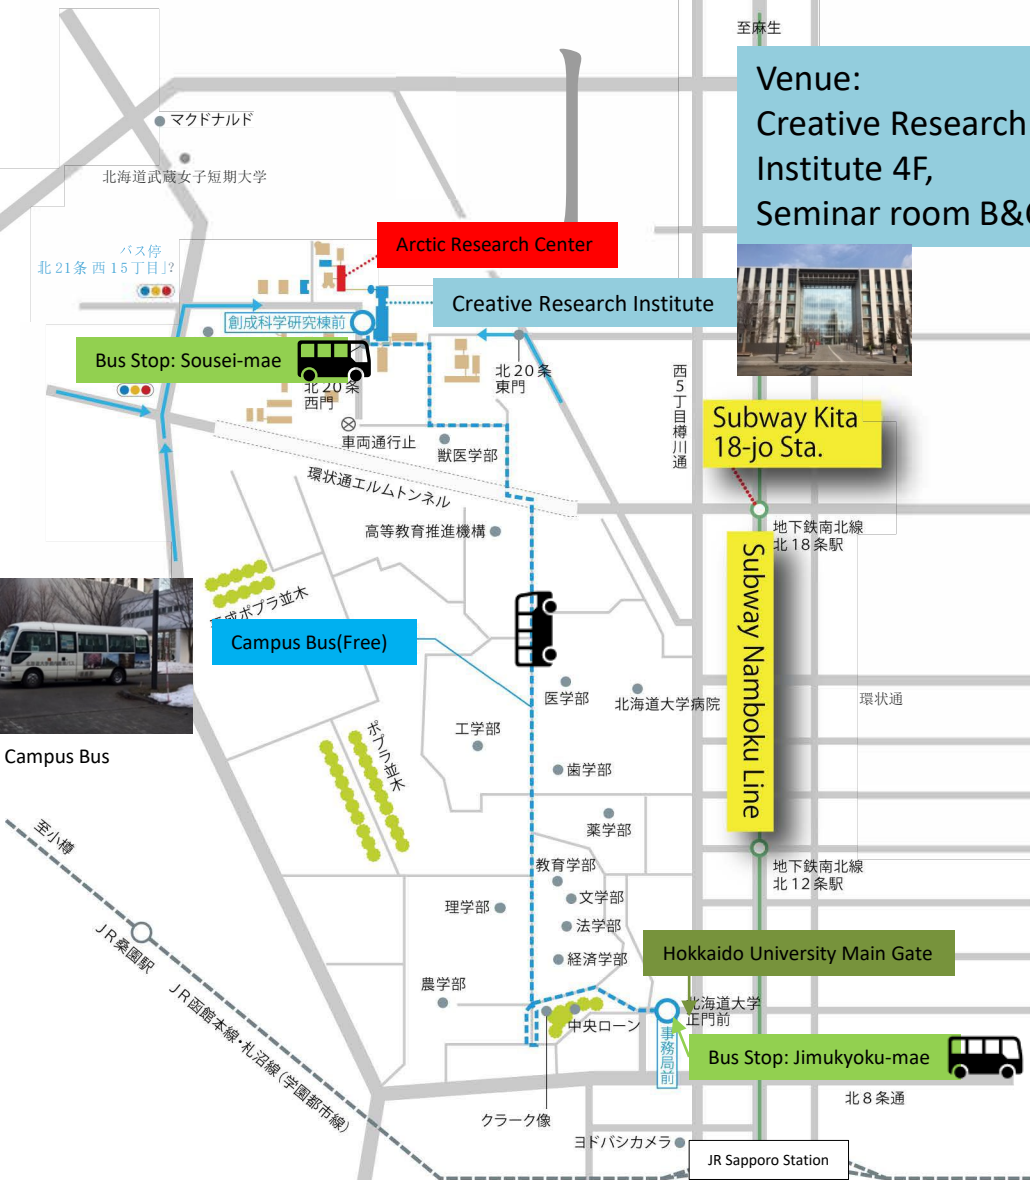 至麻生
Venue:
Creative Research
Institute 4F,
Seminar room B&C
マクドナルド
北海道武蔵女子短期大学
バス停
北21条西15丁目」?
Arctic Research Center
Creative Research Institute
創成科学研究棟前
Bus Stop: Sousei-mae
北20条
西門
北20条
東門
西5丁目樽川通
Subway Kita
18-jo Sta.
車両通行止
獣医学部
環状通エルムトンネル
高等教育推進機構
地下鉄南北線
北18条駅
Subway Namboku Line
成ポプラ並木
Campus Bus(Free)
医学部
北海道大学病院
環状通
工学部
ポプラ並木
Campus Bus
歯学部
薬学部
至小樽
教育学部
地下鉄南北線
北12条駅
文学部
理学部
法学部
JR桑園駅
経済学部
Hokkaido University Main Gate
農学部
JR函館本線・札沼線(学園都市線)
中央ローン
北海道大学
正門前
事務局前
Bus Stop: Jimukyoku-mae
北8条通
クラーク像
ヨドバシカメラ
JR Sapporo Station